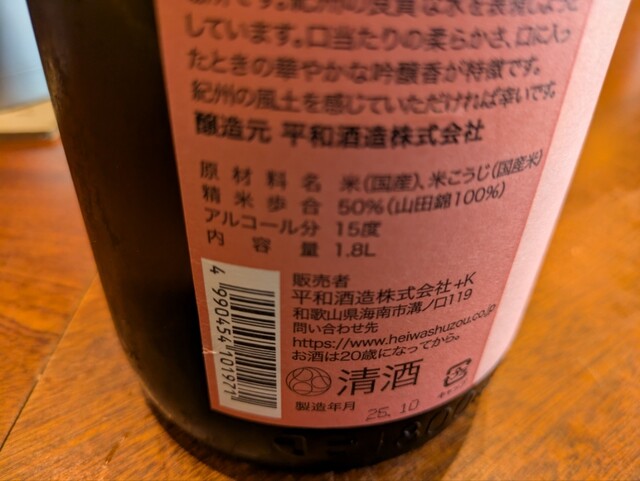 しています。口当たりの柔らかさ、口に入っ
たときの華やかな吟醸香が特徴です。
紀州の風土を感じていただければ幸いです。
醸造元 平和酒造株式会社
原材料名 米(国産)、米こうじ(国産米)
精米歩合 50%(山田錦100%)
アルコール分 15度
内容量 1.8L
4 990454 101971
販売者
平和酒造株式会社+K
和歌山県海南市溝ノ口119
問い合わせ先
https://www.heiwashuzou.co.jp
お酒は20歳になってから。
清酒
製造年月 25.10
キャップ